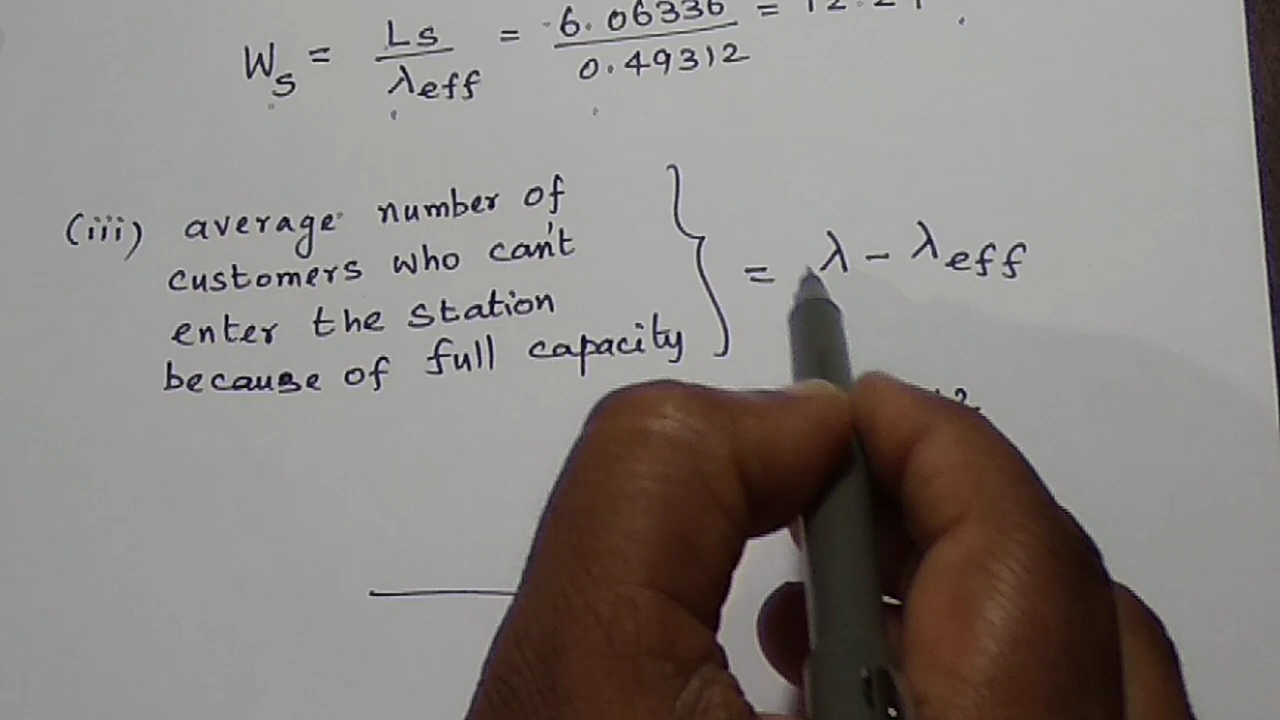 Ws = Ls / λeff = 6.06336 / 0.49312 =
(iii) average number of
customers who can't
enter the station
because of full capacity
= λ - λeff